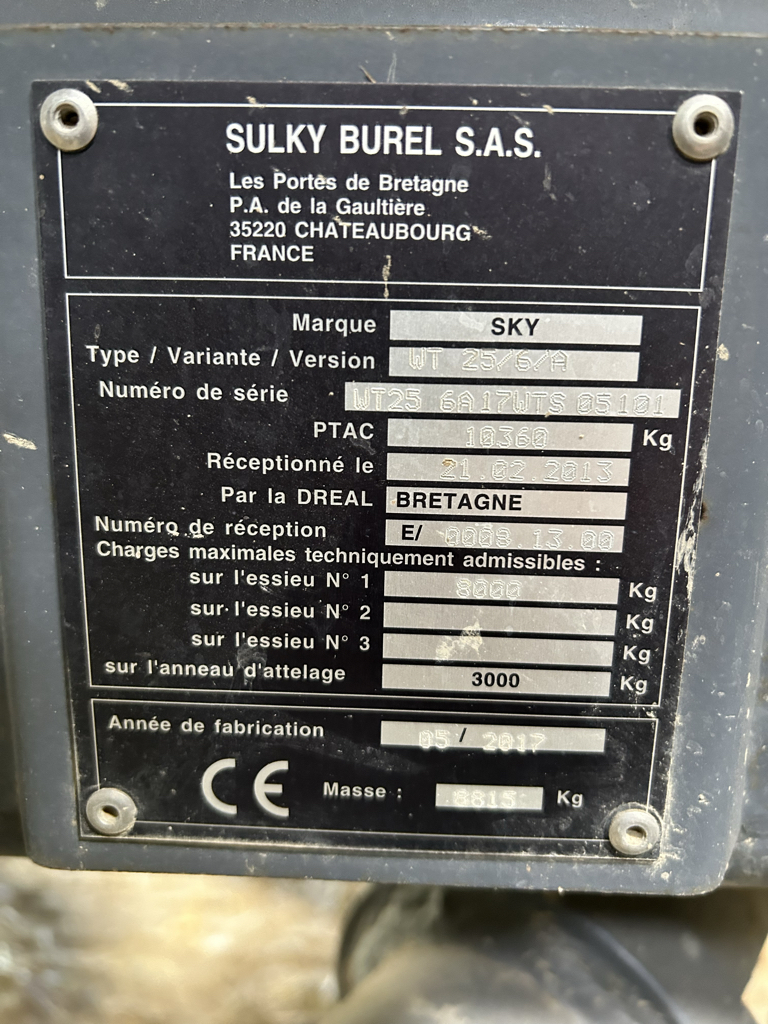 SULKY BUREL S.A.S.
Les Portes de Bretagne
P.A. de la Gaultière
35220 CHATEAUBOURG
FRANCE
Marque SKY
Type / Variante / Version WT 25/6/A
Numéro de série WT25 6A17WTS 05101
PTAC 10360 Kg
Réceptionné le 21.02 2013
Par la DREAL BRETAGNE
Numéro de réception E/ 0008 13 00
Charges maximales techniquement admissibles :
sur l'essieu N° 1 8000 Kg
sur l'essieu N° 2 Kg
sur l'essieu N° 3 Kg
sur l'anneau d'attelage 3000 Kg
Année de fabrication 05 / 2017
CE Masse : Kg